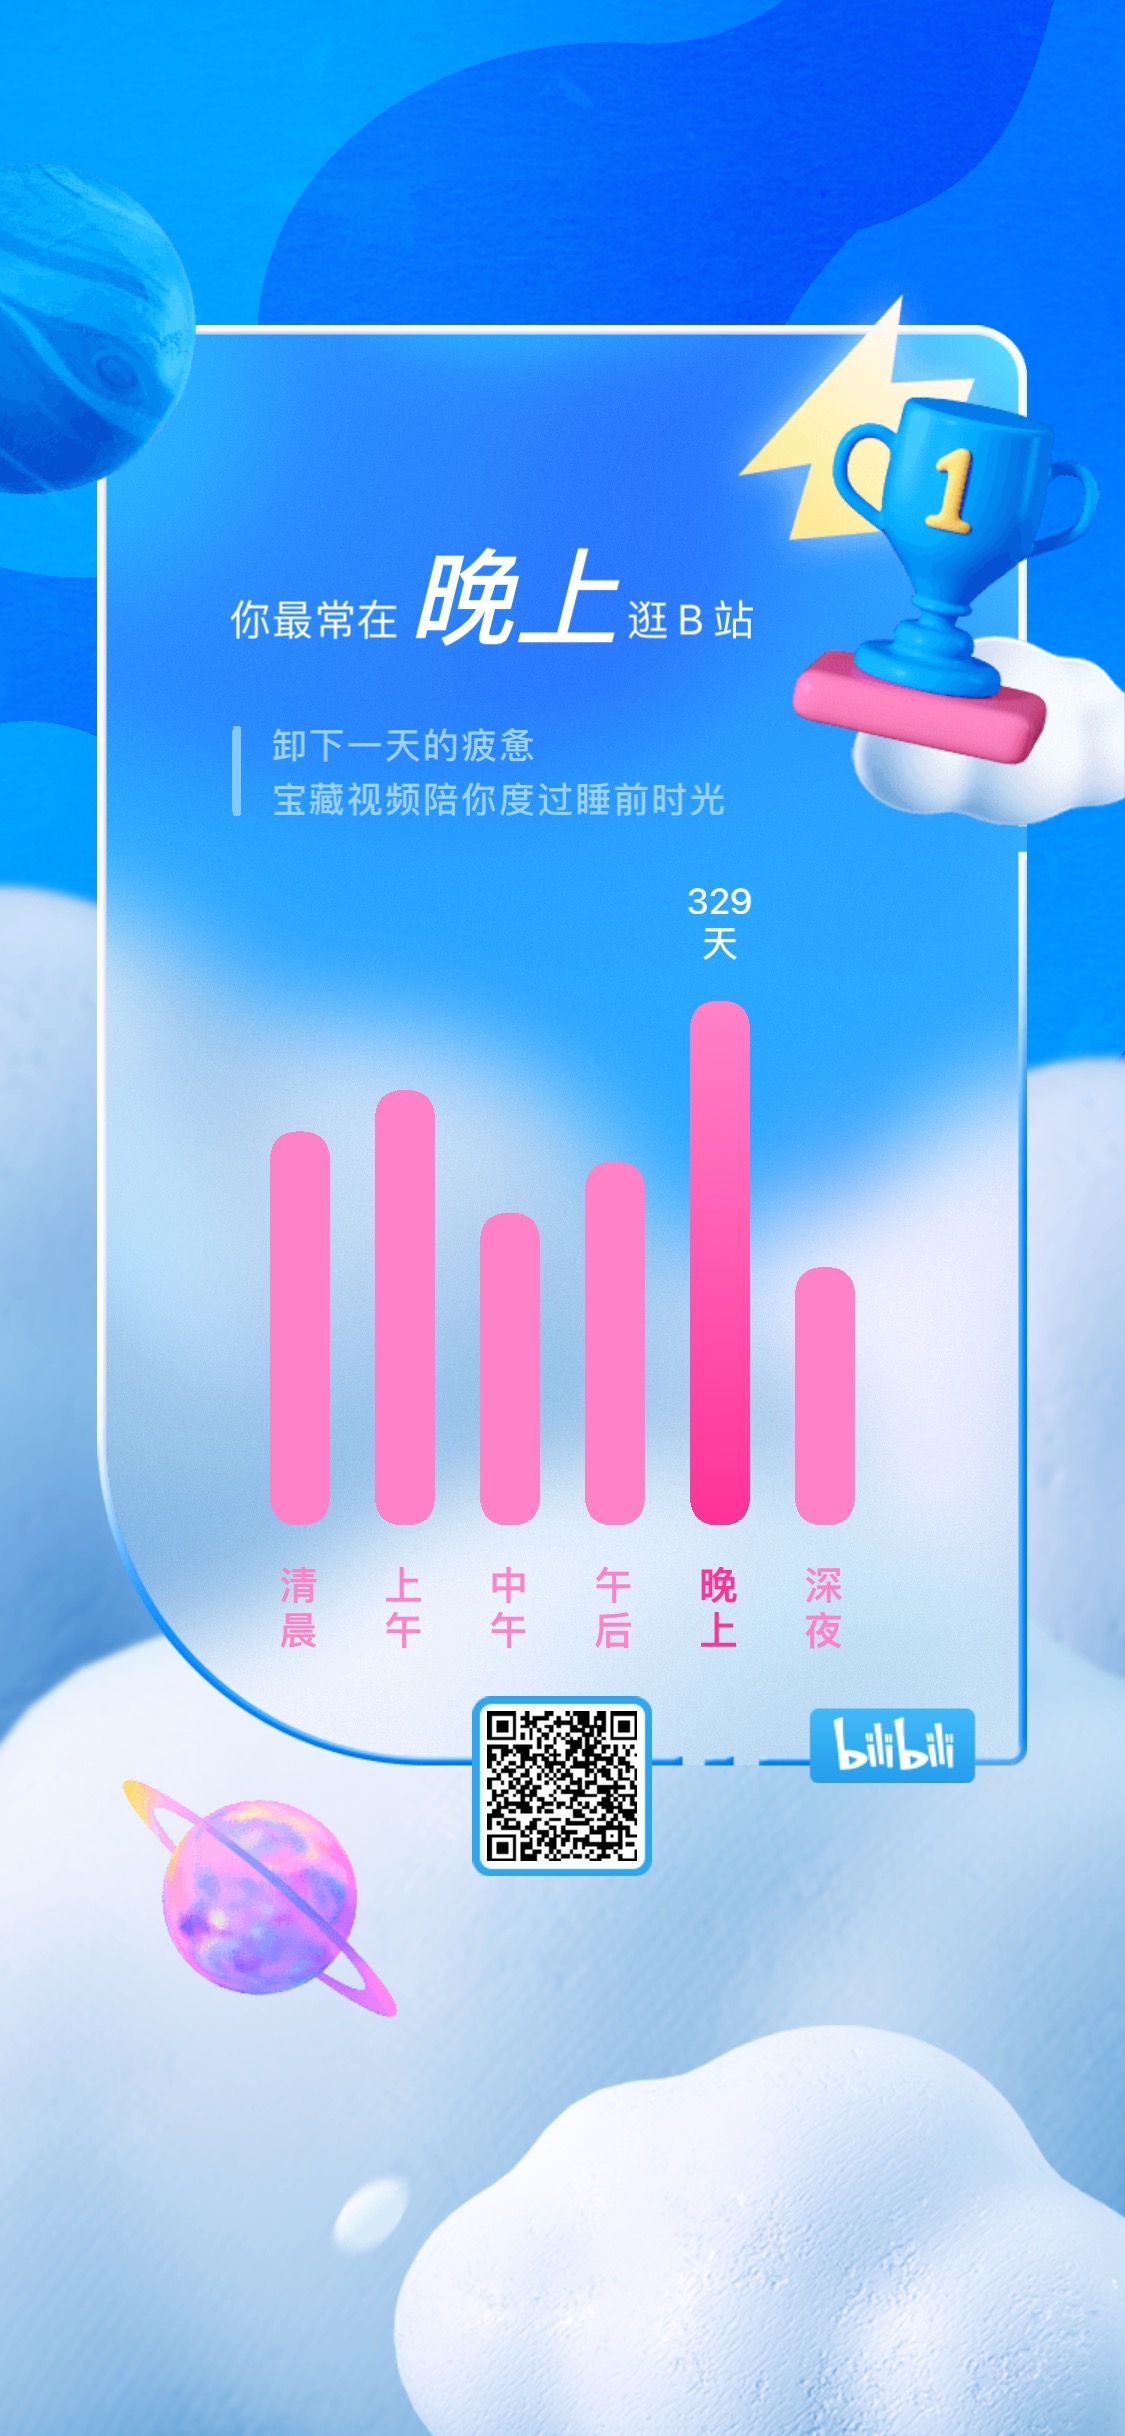 1
你最常在 晚上 逛 B 站
卸下一天的疲惫
宝藏视频陪你度过睡前时光
329
天
清晨
上午
中午
午后
晚上
深夜
bilibili